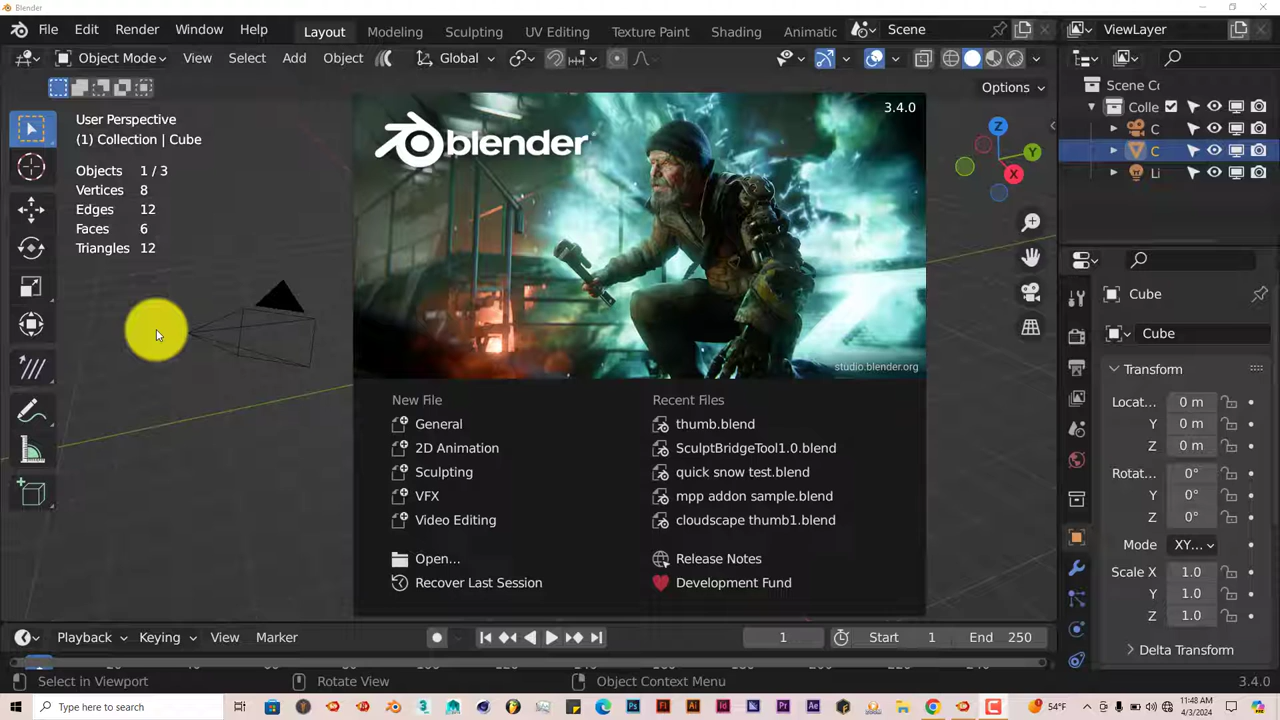 Blender
File Edit Render Window Help Layout Modeling Sculpting UV Editing Texture Paint Shading Animatic Scene ViewLayer
Object Mode View Select Add Object Global
Options
User Perspective
(1) Collection | Cube
Objects 1 / 3
Vertices 8
Edges 12
Faces 6
Triangles 12
3.4.0
blender
studio.blender.org
New File
General
2D Animation
Sculpting
VFX
Video Editing
Open...
Recover Last Session
Recent Files
thumb.blend
SculptBridgeTool1.0.blend
quick snow test.blend
mpp addon sample.blend
cloudscape thumb1.blend
Release Notes
Development Fund
Z
Y
X
Scene Cc
Colle
C
C
Li
Cube
Cube
Transform
Locat... 0 m
Y 0 m
Z 0 m
Rotat... 0°
Y 0°
Z 0°
Mode XY...
Scale X 1.0
Y 1.0
Z 1.0
Delta Transform
Playback Keying View Marker 1 Start 1 End 250
Select in Viewport Rotate View Object Context Menu 3.4.0
Type here to search 54°F 11:48 AM
4/3/2024